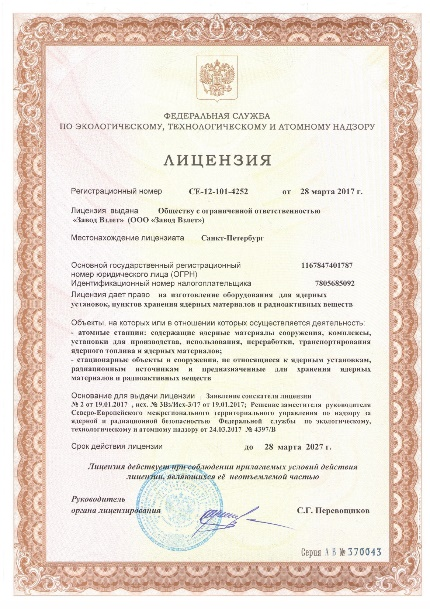 ФЕДЕРАЛЬНАЯ СЛУЖБА
ПО ЭКОЛОГИЧЕСКОМУ, ТЕХНОЛОГИЧЕСКОМУ И АТОМНОМУ НАДЗОРУ
ЛИЦЕНЗИЯ
Регистрационный номер СЕ-12-101-4252 от 28 марта 2017 г.
Лицензия выдана Обществу с ограниченной ответственностью
«Завод Взлет» (ООО «Завод Взлет»)
Местонахождение лицензиата Санкт-Петербург
Основной государственный регистрационный 1167847401787
номер юридического лица (ОГРН)
Идентификационный номер налогоплательщика 7805685092
Лицензия дает право на изготовление оборудования для ядерных
установок, пунктов хранения ядерных материалов и радиоактивных веществ
Объекты, на которых или в отношении которых осуществляется деятельность:
- атомные станции; содержащие ядерные материалы сооружения, комплексы,
установки для производства, использования, переработки, транспортирования
ядерного топлива и ядерных материалов;
- стационарные объекты и сооружения, не относящиеся к ядерным установкам,
радиационным источникам и предназначенные для хранения ядерных
материалов и радиоактивных веществ
Основание для выдачи лицензии Заявление соискателя лицензии
№ 2 от 19.01.2017 , исх. № ЗВз/Исх-3/17 от 19.01.2017; Решение заместителя руководителя
Северо-Европейского межрегионального территориального управления по надзору за
ядерной и радиационной безопасностью Федеральной службы по экологическому,
технологическому и атомному надзору от 24.03.2017 № 4397/В
Срок действия лицензии до 28 марта 2027 г.
Лицензия действует при соблюдении прилагаемых условий действия
лицензии, являющихся её неотъемлемой частью
Руководитель
органа лицензирования С.Г. Перевощиков
Серия А В № 370043